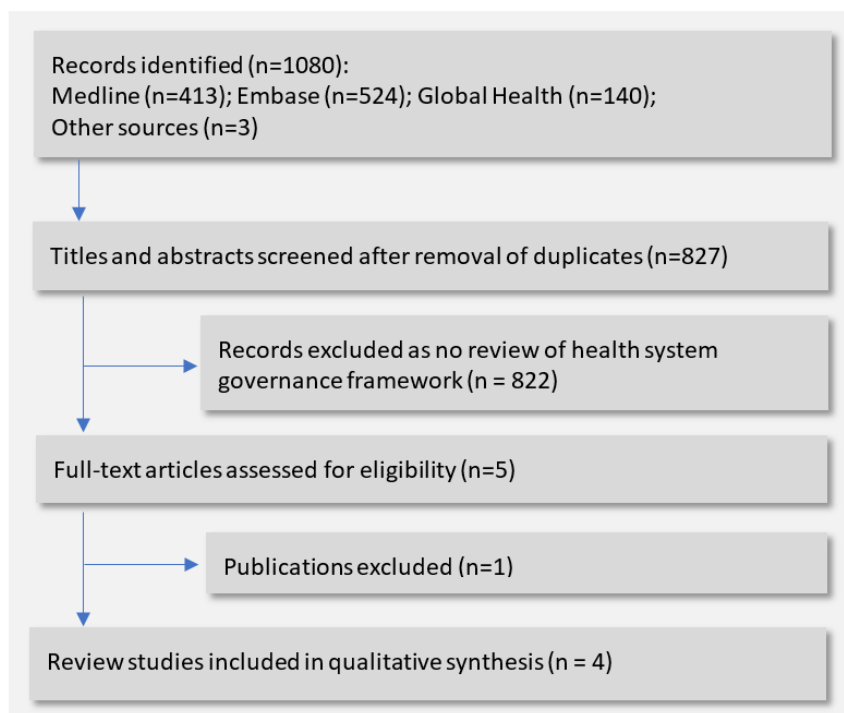 Records identified (n=1080):
Medline (n=413); Embase (n=524); Global Health (n=140);
Other sources (n=3)
Titles and abstracts screened after removal of duplicates (n=827)
Records excluded as no review of health system
governance framework (n = 822)
Full-text articles assessed for eligibility (n=5)
Publications excluded (n=1)
Review studies included in qualitative synthesis (n = 4)